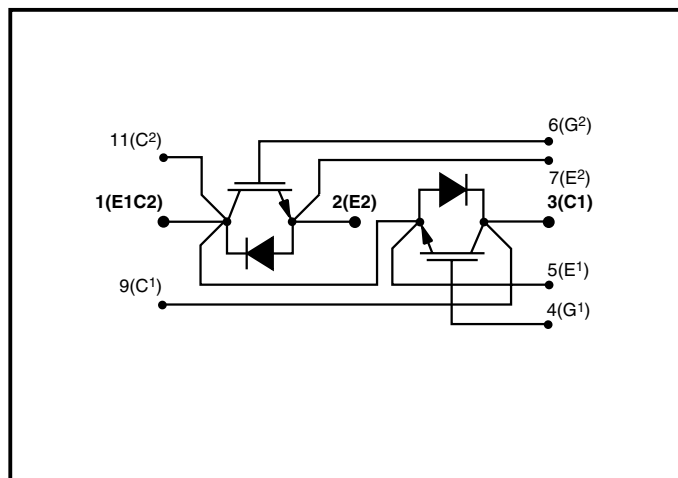 11(C²)
6(G²)
7(E²)
1(E1C2)
2(E2)
3(C1)
9(C¹)
5(E¹)
4(G¹)